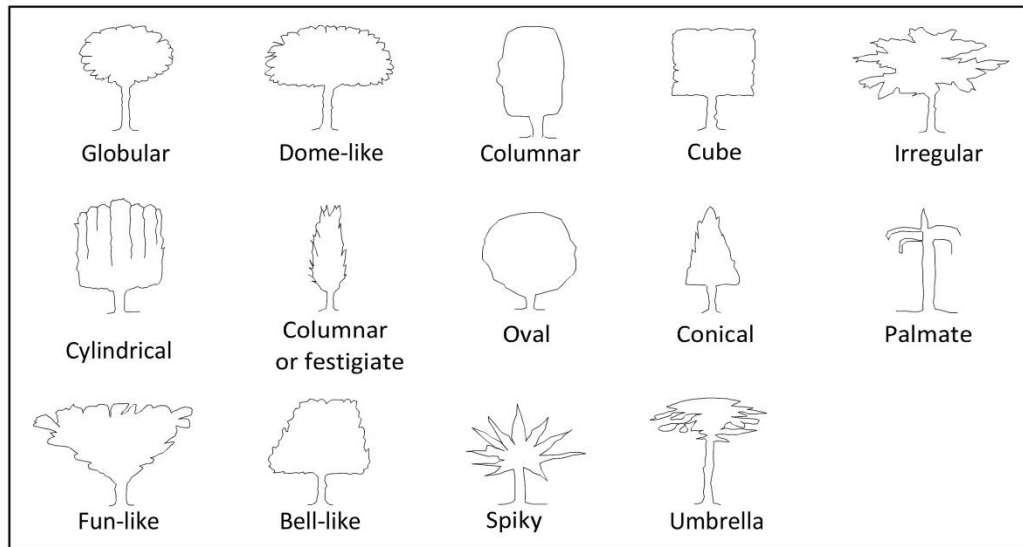 Globular
Dome-like
Columnar
Cube
Irregular
Cylindrical
Columnar
or festigiate
Oval
Conical
Palmate
Fun-like
Bell-like
Spiky
Umbrella